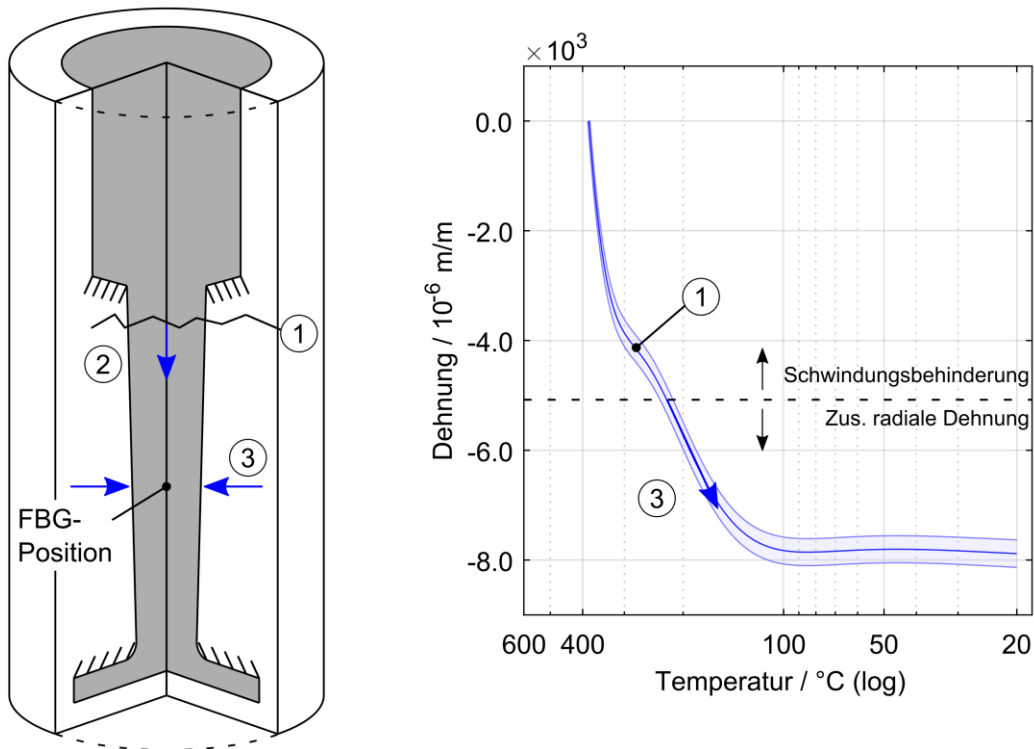 1
2
3
FBG-
Position
× 10³
Dehnung / 10⁻⁶ m/m
0.0
-2.0
-4.0
-6.0
-8.0
1
Schwindungsbehinderung
Zus. radiale Dehnung
3
600 400 100 50 20
Temperatur / °C (log)